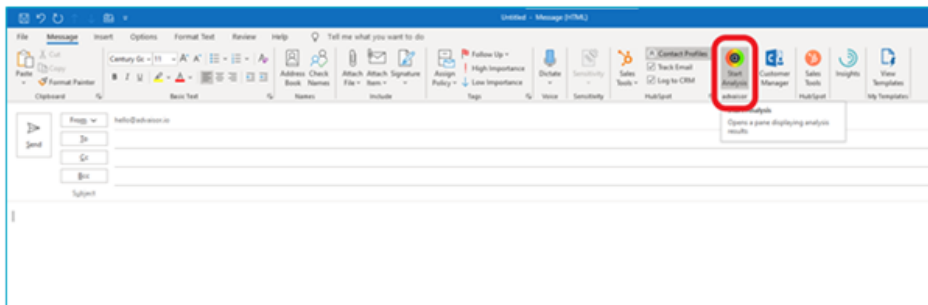 Untitled - Message (HTML)
File Message Insert Options Format Text Review Help Tell me what you want to do
Paste
Cut
Copy
Format Painter
Clipboard
Century Gc 11
B I U
Basic Text
Address Book
Check Names
Names
Attach File
Attach Item
Signature
Include
Assign Policy
Follow Up
High Importance
Low Importance
Tags
Dictate
Voice
Sensitivity
Sensitivity
Sales Tools
Contact Profiles
Track Email
Log to CRM
HubSpot
Start Analysis
advaisor
Customer Manager
Sales Tools
HubSpot
Insights
View Templates
My Templates
Analysis
Opens a pane displaying analysis
results
Send
From hello@advaisor.io
To
Cc
Bcc
Subject